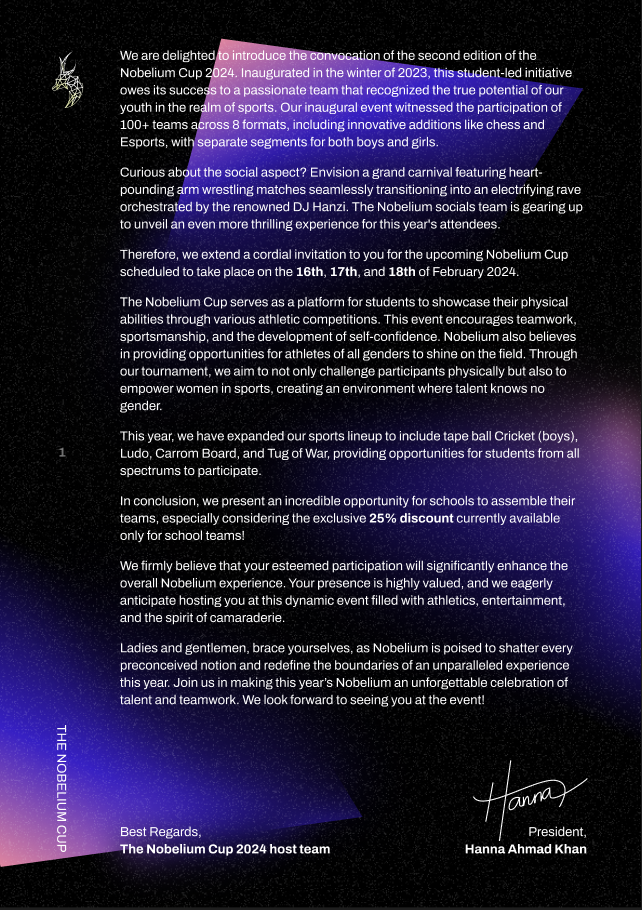 We are delighted to introduce the convocation of the second edition of the
Nobelium Cup 2024. Inaugurated in the winter of 2023, this student-led initiative
owes its success to a passionate team that recognized the true potential of our
youth in the realm of sports. Our inaugural event witnessed the participation of
100+ teams across 8 formats, including innovative additions like chess and
Esports, with separate segments for both boys and girls.
Curious about the social aspect? Envision a grand carnival featuring heart-
pounding arm wrestling matches seamlessly transitioning into an electrifying rave
orchestrated by the renowned DJ Hanzi. The Nobelium socials team is gearing up
to unveil an even more thrilling experience for this year's attendees.
Therefore, we extend a cordial invitation to you for the upcoming Nobelium Cup
scheduled to take place on the 16th, 17th, and 18th of February 2024.
The Nobelium Cup serves as a platform for students to showcase their physical
abilities through various athletic competitions. This event encourages teamwork,
sportsmanship, and the development of self-confidence. Nobelium also believes
in providing opportunities for athletes of all genders to shine on the field. Through
our tournament, we aim to not only challenge participants physically but also to
empower women in sports, creating an environment where talent knows no
gender.
This year, we have expanded our sports lineup to include tape ball Cricket (boys),
Ludo, Carrom Board, and Tug of War, providing opportunities for students from all
spectrums to participate.
1
In conclusion, we present an incredible opportunity for schools to assemble their
teams, especially considering the exclusive 25% discount currently available
only for school teams!
We firmly believe that your esteemed participation will significantly enhance the
overall Nobelium experience. Your presence is highly valued, and we eagerly
anticipate hosting you at this dynamic event filled with athletics, entertainment,
and the spirit of camaraderie.
Ladies and gentlemen, brace yourselves, as Nobelium is poised to shatter every
preconceived notion and redefine the boundaries of an unparalleled experience
this year. Join us in making this year's Nobelium an unforgettable celebration of
talent and teamwork. We look forward to seeing you at the event!
THE NOBELIUM CUP
Hanna
Best Regards,
The Nobelium Cup 2024 host team
President,
Hanna Ahmad Khan